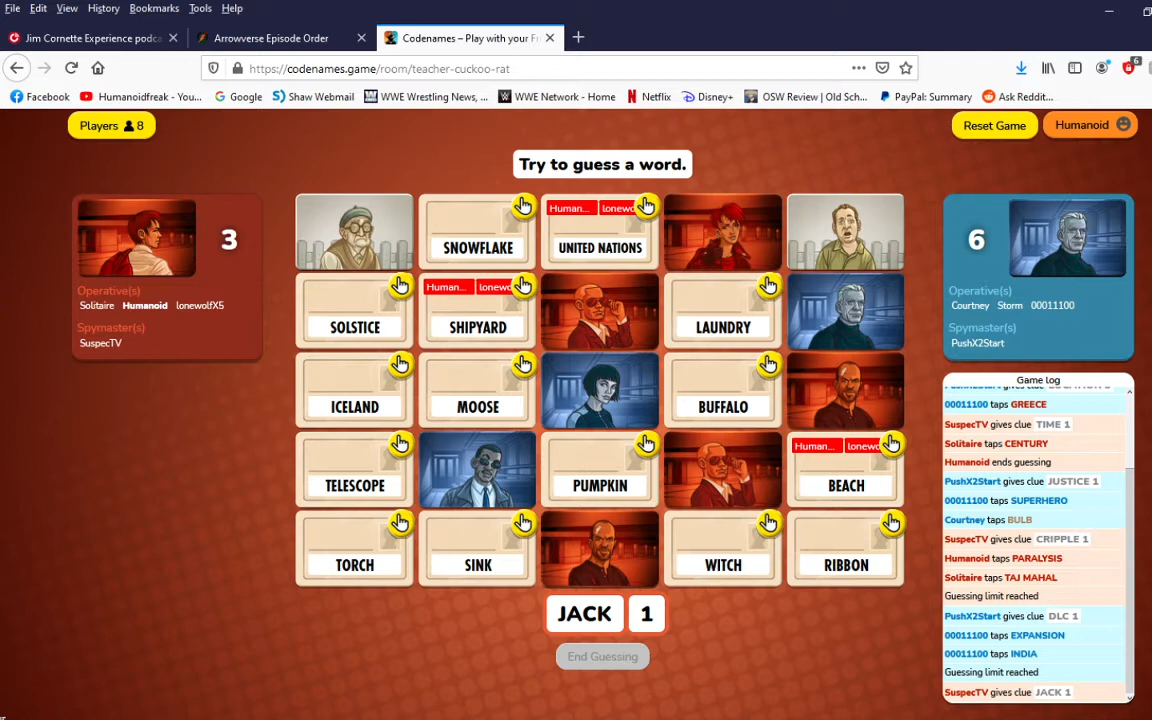 File Edit View History Bookmarks Tools Help
Jim Cornette Experience podca
Arrowverse Episode Order
Codenames – Play with your Fr
https://codenames.game/room/teacher-cuckoo-rat
6
Facebook
Humanoidfreak - You...
Google
Shaw Webmail
WWE Wrestling News, ...
WWE Network - Home
Netflix
Disney+
OSW Review | Old Sch...
PayPal: Summary
Ask Reddit...
Players 8
Reset Game
Humanoid
Try to guess a word.
3
Operative(s)
Solitaire Humanoid lonewolfX5
Spymaster(s)
SuspecTV
SNOWFLAKE
Human... lonewo
UNITED NATIONS
SOLSTICE
Human... lonewo
SHIPYARD
LAUNDRY
ICELAND
MOOSE
BUFFALO
TELESCOPE
PUMPKIN
Human... lonewo
BEACH
TORCH
SINK
WITCH
RIBBON
JACK 1
End Guessing
6
Operative(s)
Courtney Storm 00011100
Spymaster(s)
PushX2Start
Game log
00011100 taps GREECE
SuspecTV gives clue TIME 1
Solitaire taps CENTURY
Humanoid ends guessing
PushX2Start gives clue JUSTICE 1
00011100 taps SUPERHERO
Courtney taps BULB
SuspecTV gives clue CRIPPLE 1
Humanoid taps PARALYSIS
Solitaire taps TAJ MAHAL
Guessing limit reached
PushX2Start gives clue DLC 1
00011100 taps EXPANSION
00011100 taps INDIA
Guessing limit reached
SuspecTV gives clue JACK 1